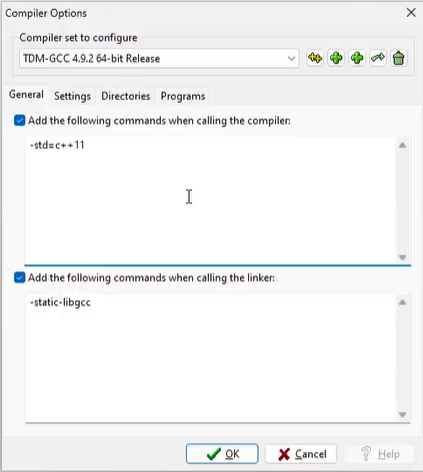 Compiler Options
Compiler set to configure
TDM-GCC 4.9.2 64-bit Release
General Settings Directories Programs
Add the following commands when calling the compiler:
-std=c++11
Add the following commands when calling the linker:
-static-libgcc
OK Cancel Help